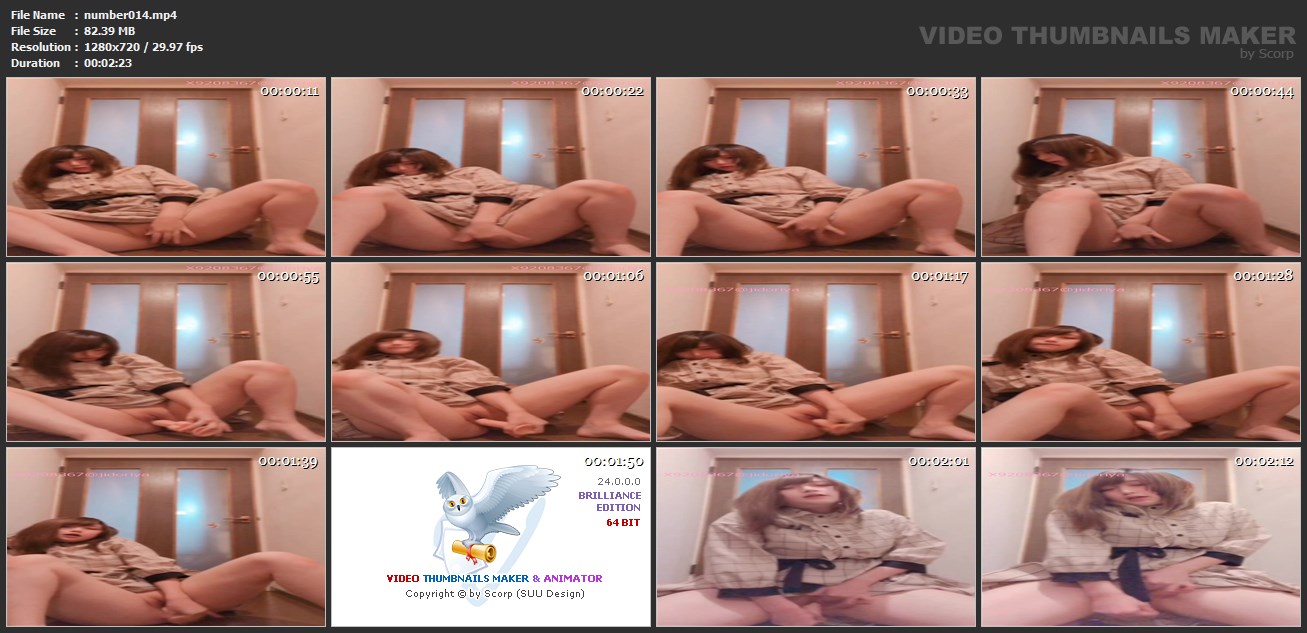 File Name : number014.mp4
File Size : 82.39 MB
Resolution : 1280x720 / 29.97 fps
Duration : 00:02:23
VIDEO THUMBNAILS MAKER
by Scorp
00:00:11
00:00:22
00:00:33
00:00:44
00:00:55
00:01:06
00:01:17
00:01:28
00:01:39
00:01:50
24.0.0.0
BRILLIANCE
EDITION
64 BIT
VIDEO THUMBNAILS MAKER & ANIMATOR
Copyright © by Scorp (SUU Design)
00:02:01
00:02:12